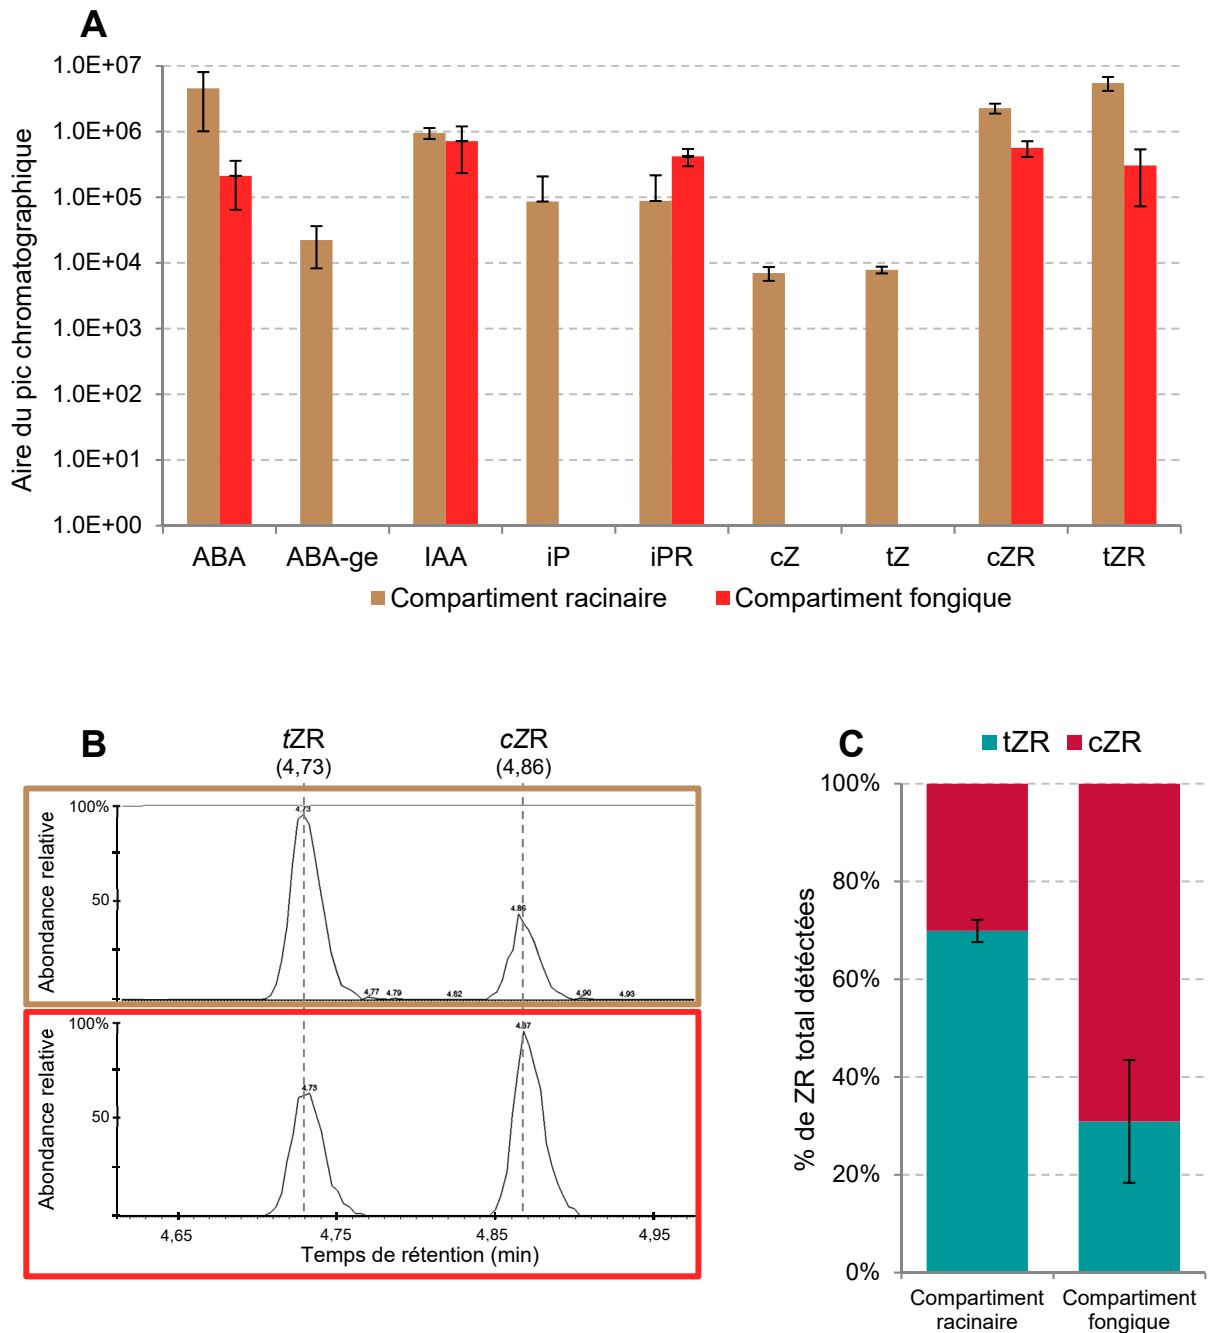 A
Aire du pic chromatographique
1.0E+07
1.0E+06
1.0E+05
1.0E+04
1.0E+03
1.0E+02
1.0E+01
1.0E+00
ABA ABA-ge IAA iP iPR cZ tZ cZR tZR
Compartiment racinaire Compartiment fongique
B
tZR cZR
(4,73) (4,86)
Abondance relative
100%
50
4.73
4.77 4.79 4.82
4.86
4.90 4.93
Abondance relative
100%
50
4.73
4.87
4,65 4,75 4,85 4,95
Temps de rétention (min)
C
tZR cZR
% de ZR total détéctées
100%
80%
60%
40%
20%
0%
Compartiment Compartiment
racinaire fongique